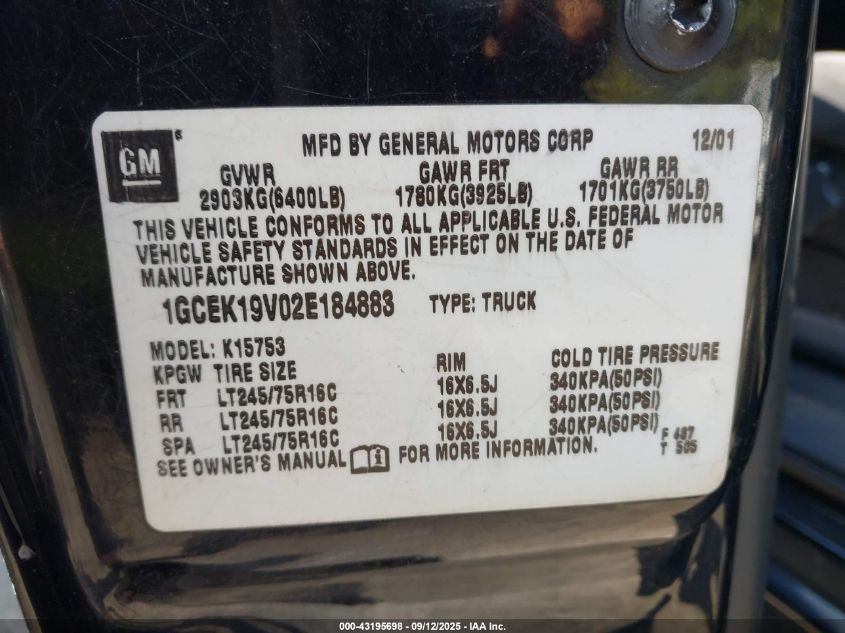 GM®
MFD BY GENERAL MOTORS CORP 12/01
GVWR GAWR FRT GAWR RR
2903KG(6400LB) 1780KG(3925LB) 1701KG(3750LB)
THIS VEHICLE CONFORMS TO ALL APPLICABLE U.S. FEDERAL MOTOR
VEHICLE SAFETY STANDARDS IN EFFECT ON THE DATE OF
MANUFACTURE SHOWN ABOVE.
1GCEK19V02E184883 TYPE: TRUCK
MODEL: K15753
KPGW TIRE SIZE RIM COLD TIRE PRESSURE
FRT LT245/75R16C 16X6.5J 340KPA(50PSI)
RR LT245/75R16C 16X6.5J 340KPA(50PSI)
SPA LT245/75R16C 16X6.5J 340KPA(50PSI)
SEE OWNER'S MANUAL FOR MORE INFORMATION.
F 487
T 505
000-43195698 - 09/12/2025 - IAA Inc.